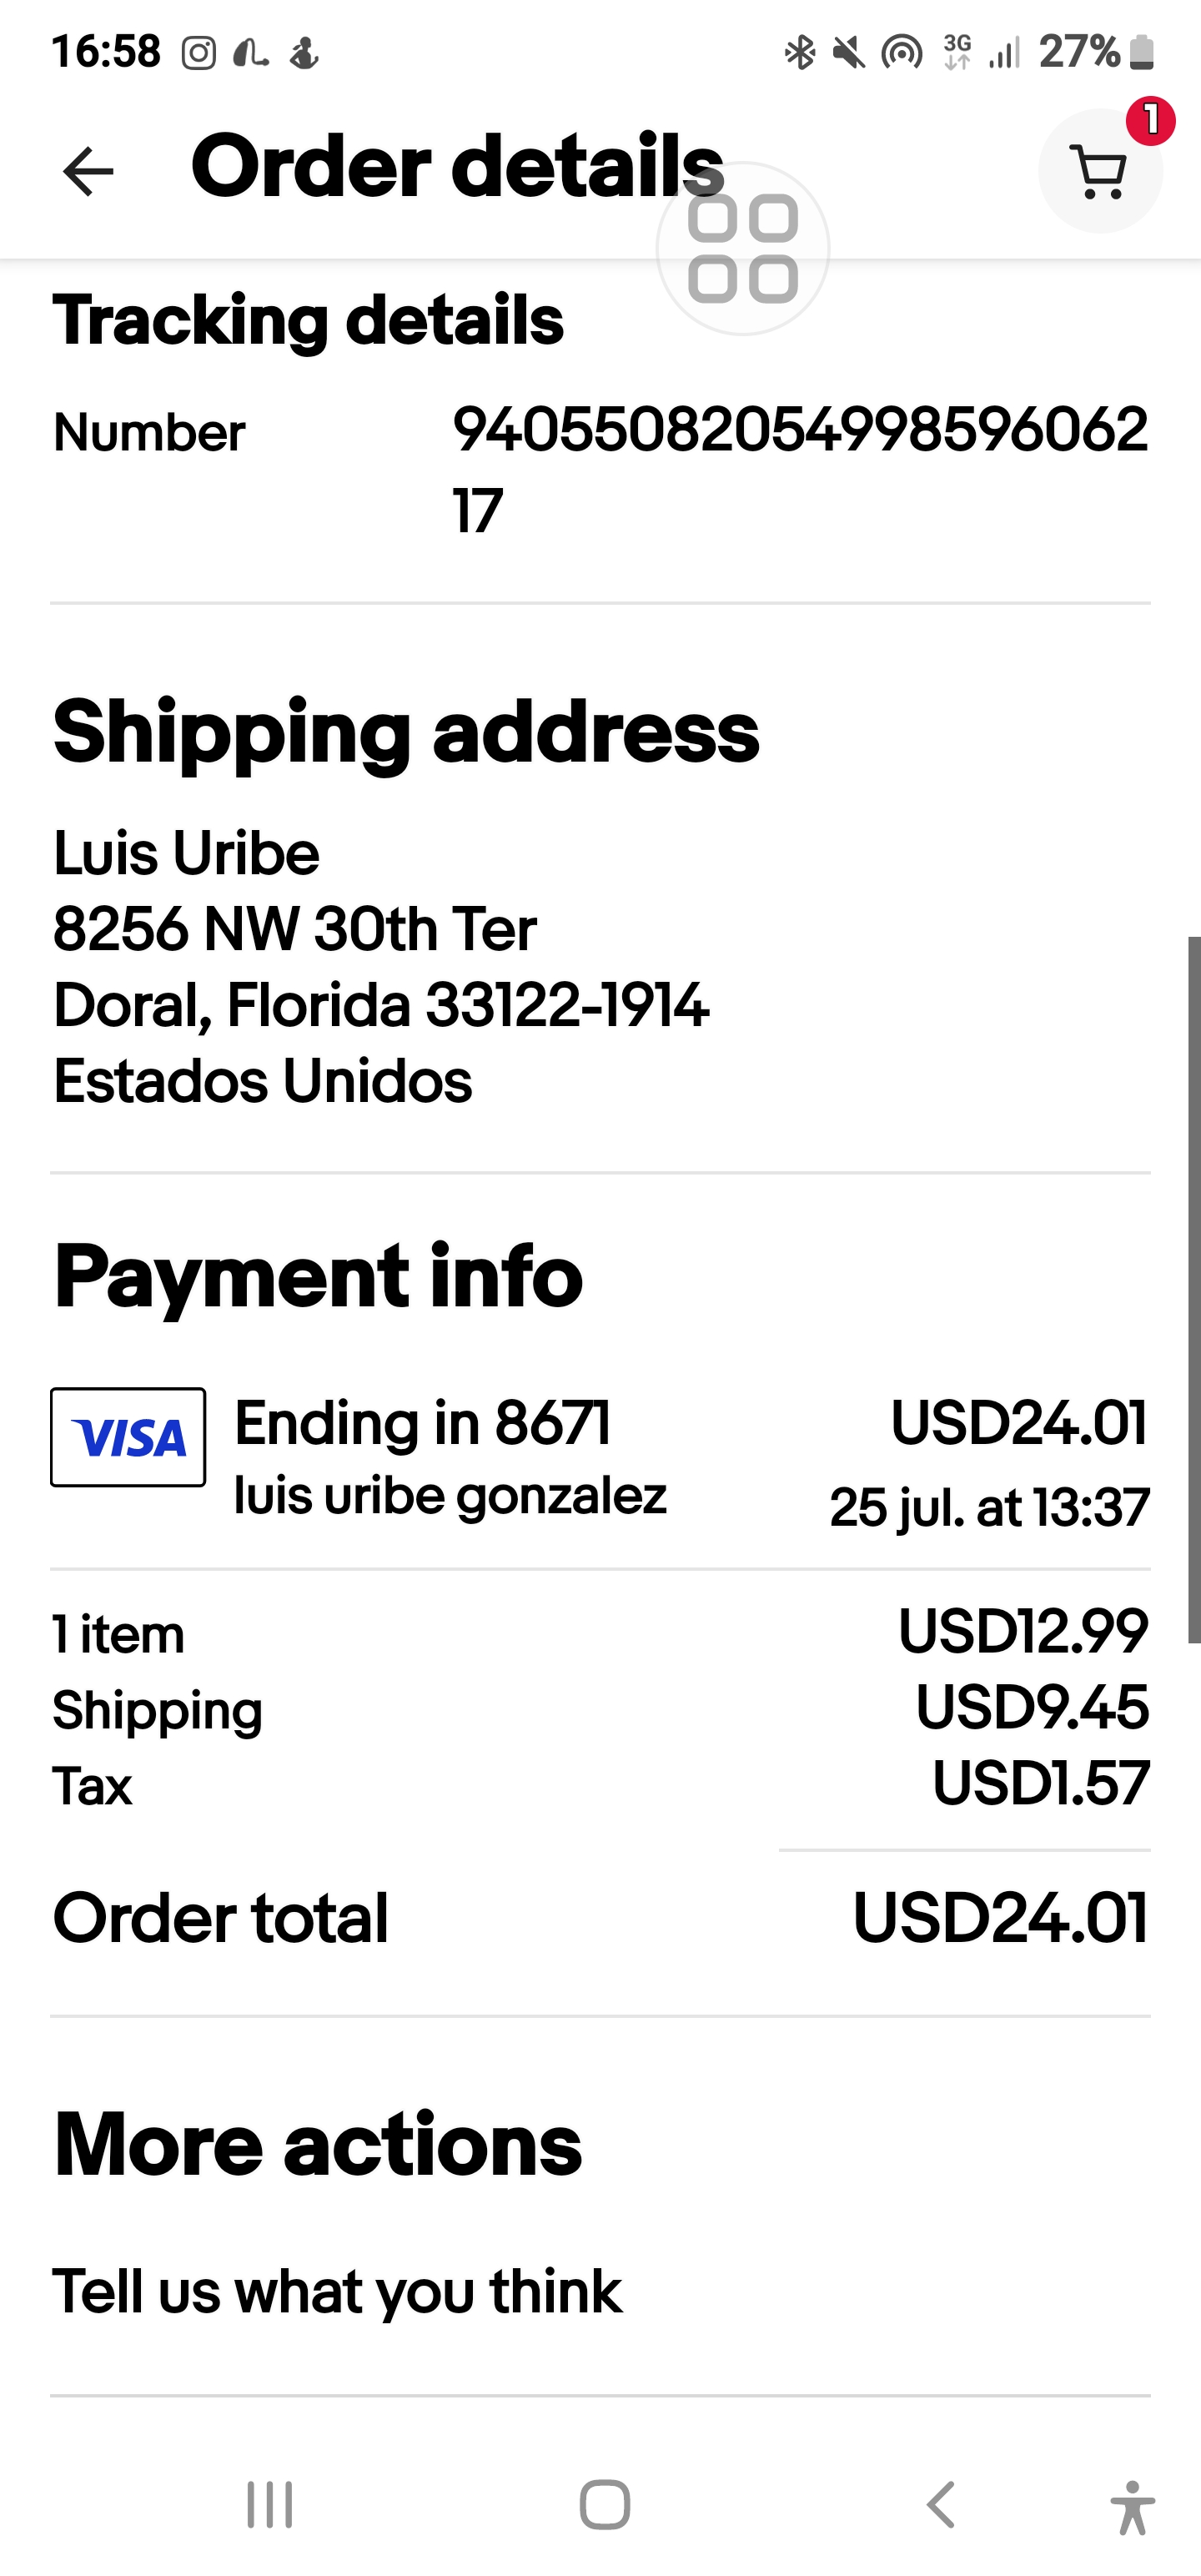 16:58
3G
27%
Order details
1
Tracking details
Number
94055082054998596062
17
Shipping address
Luis Uribe
8256 NW 30th Ter
Doral, Florida 33122-1914
Estados Unidos
Payment info
VISA
Ending in 8671
USD24.01
luis uribe gonzalez
25 jul. at 13:37
1 item
USD12.99
Shipping
USD9.45
Tax
USD1.57
Order total
USD24.01
More actions
Tell us what you think